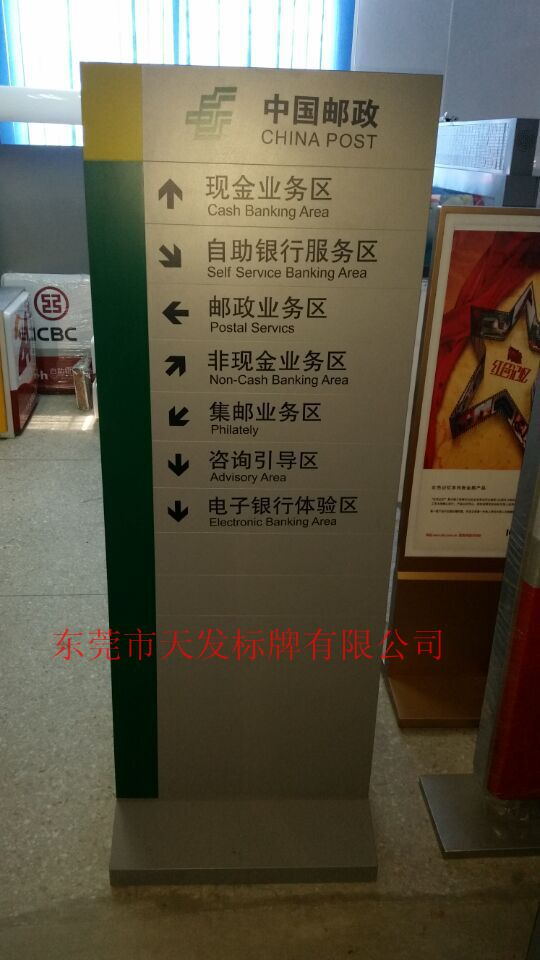 中国邮政
CHINA POST
现金业务区
Cash Banking Area
自助银行服务区
Self Service Banking Area
邮政业务区
Postal Servics
非现金业务区
Non-Cash Banking Area
集邮业务区
Philately
咨询引导区
Advisory Area
电子银行体验区
Electronic Banking Area
东莞市天发标牌有限公司
ICBC
红色记忆